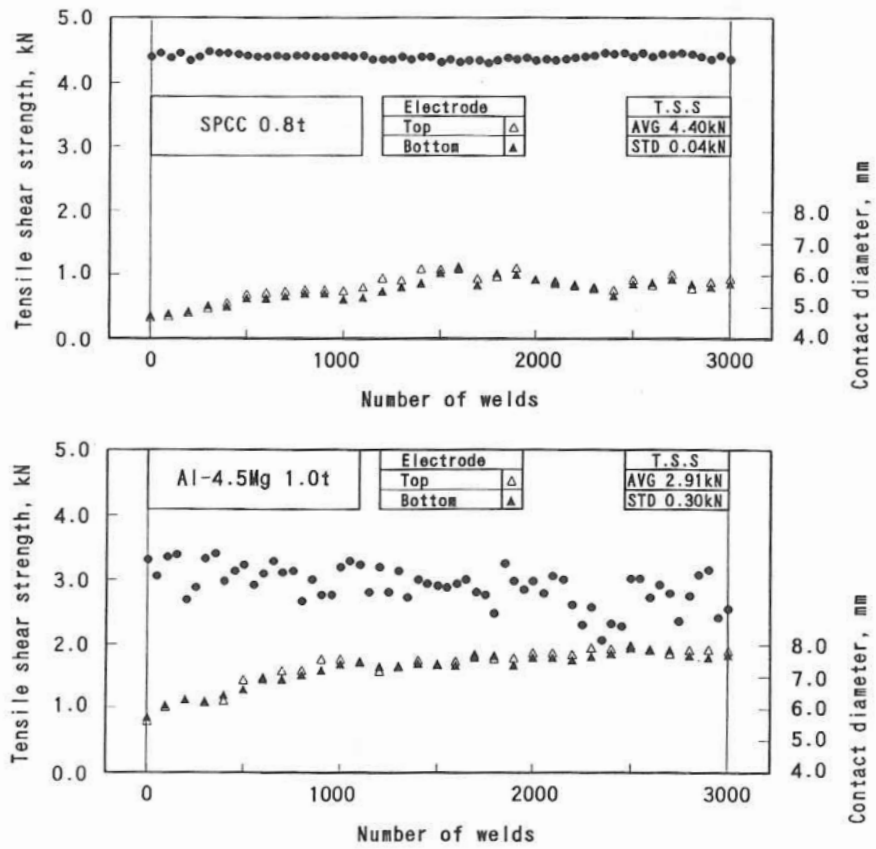 5.0
4.0
3.0
2.0
1.0
0.0
Tensile shear strength, kN
SPCC 0.8t
Electrode
Top △
Bottom ▲
T.S.S
AVG 4.40kN
STD 0.04kN
8.0
7.0
6.0
5.0
4.0
Contact diameter, mm
0 1000 2000 3000
Number of welds
5.0
4.0
3.0
2.0
1.0
0.0
Tensile shear strength, kN
Al-4.5Mg 1.0t
Electrode
Top △
Bottom ▲
T.S.S
AVG 2.91kN
STD 0.30kN
8.0
7.0
6.0
5.0
4.0
Contact diameter, mm
0 1000 2000 3000
Number of welds